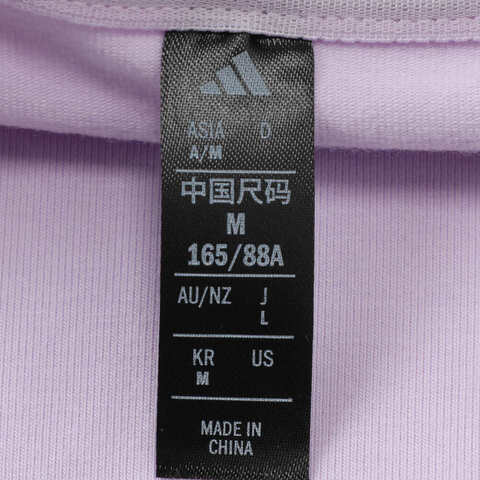 ASIA D
A/M
中国尺码
M
165/88A
AU/NZ J
L
KR US
M
MADE IN
CHINA